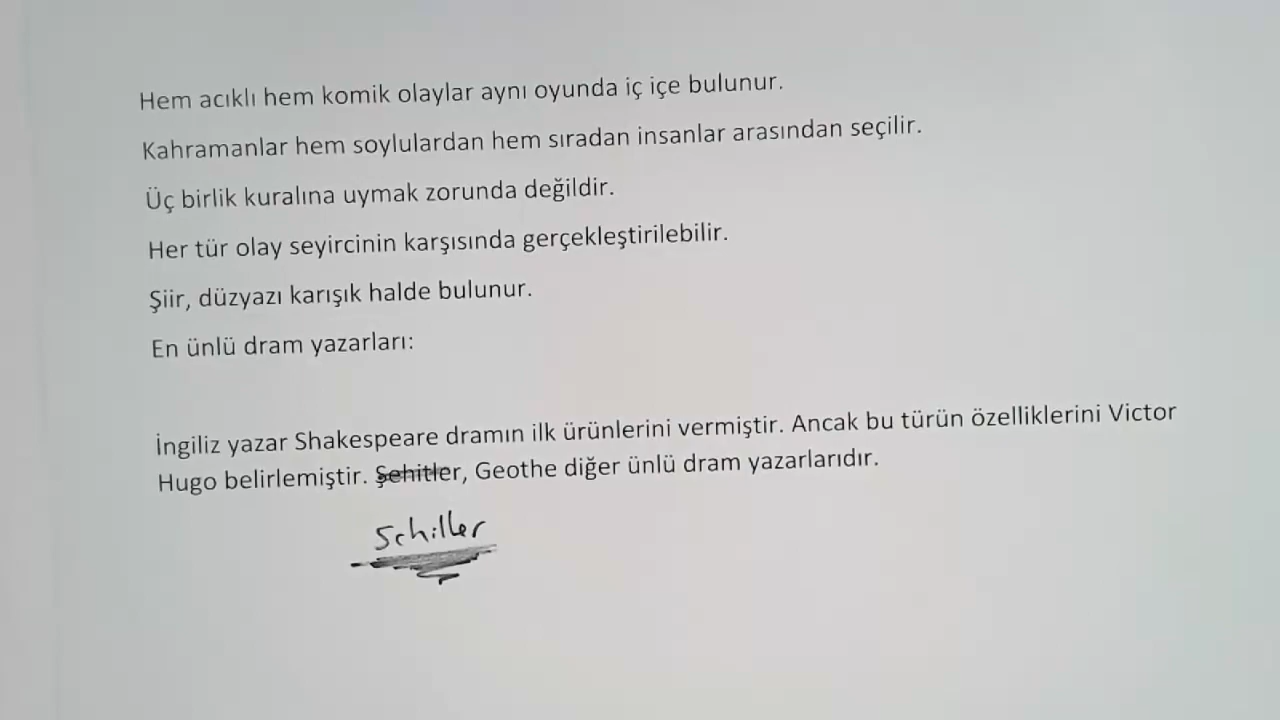 Hem acıklı hem komik olaylar aynı oyunda iç içe bulunur.
Kahramanlar hem soylulardan hem sıradan insanlar arasından seçilir.
Üç birlik kuralına uymak zorunda değildir.
Her tür olay seyircinin karşısında gerçekleştirilebilir.
Şiir, düzyazı karışık halde bulunur.
En ünlü dram yazarları:
İngiliz yazar Shakespeare dramın ilk ürünlerini vermiştir. Ancak bu türün özelliklerini Victor
Hugo belirlemiştir. Şehitler, Geothe diğer ünlü dram yazarlarıdır.
Schiller